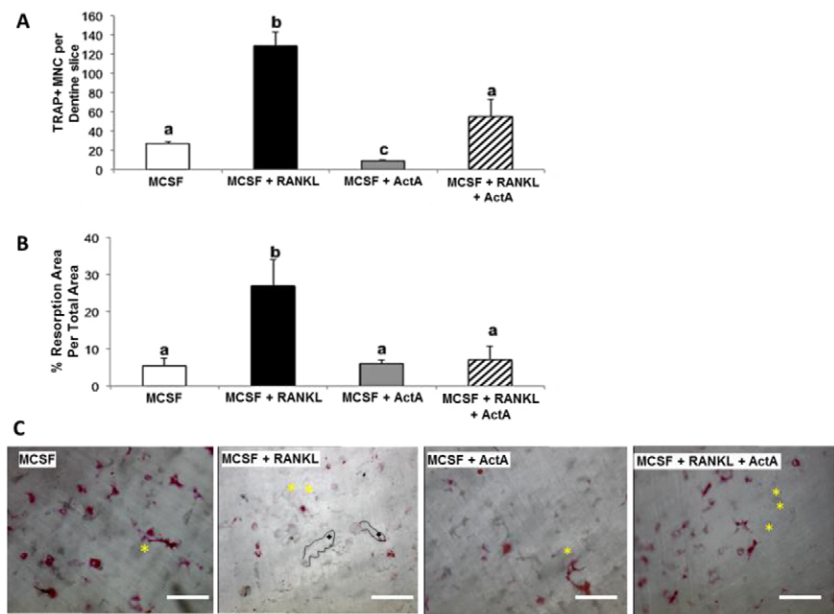 A
TRAP+ MNC per
Dentine slice
160
140
120
100
80
60
40
20
0
a
b
c
a
MCSF
MCSF + RANKL
MCSF + ActA
MCSF + RANKL
+ ActA
B
% Resorption Area
Per Total Area
40
30
20
10
0
a
b
a
a
MCSF
MCSF + RANKL
MCSF + ActA
MCSF + RANKL
+ ActA
C
MCSF
MCSF + RANKL
MCSF + ActA
MCSF + RANKL + ActA
*
* *
*
*
*
*